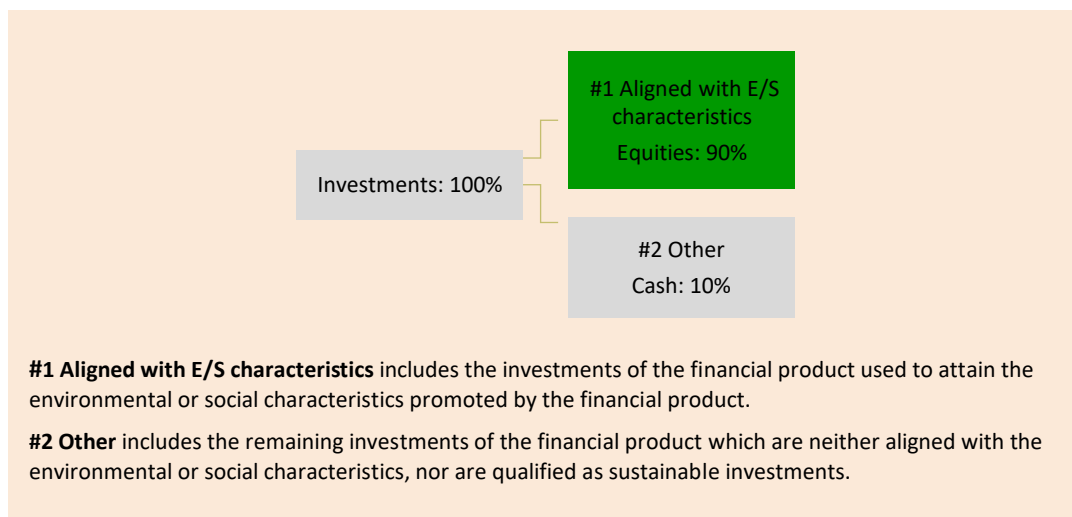 #1 Aligned with E/S
characteristics
Equities: 90%
Investments: 100%
#2 Other
Cash: 10%
#1 Aligned with E/S characteristics includes the investments of the financial product used to attain the
environmental or social characteristics promoted by the financial product.
#2 Other includes the remaining investments of the financial product which are neither aligned with the
environmental or social characteristics, nor are qualified as sustainable investments.